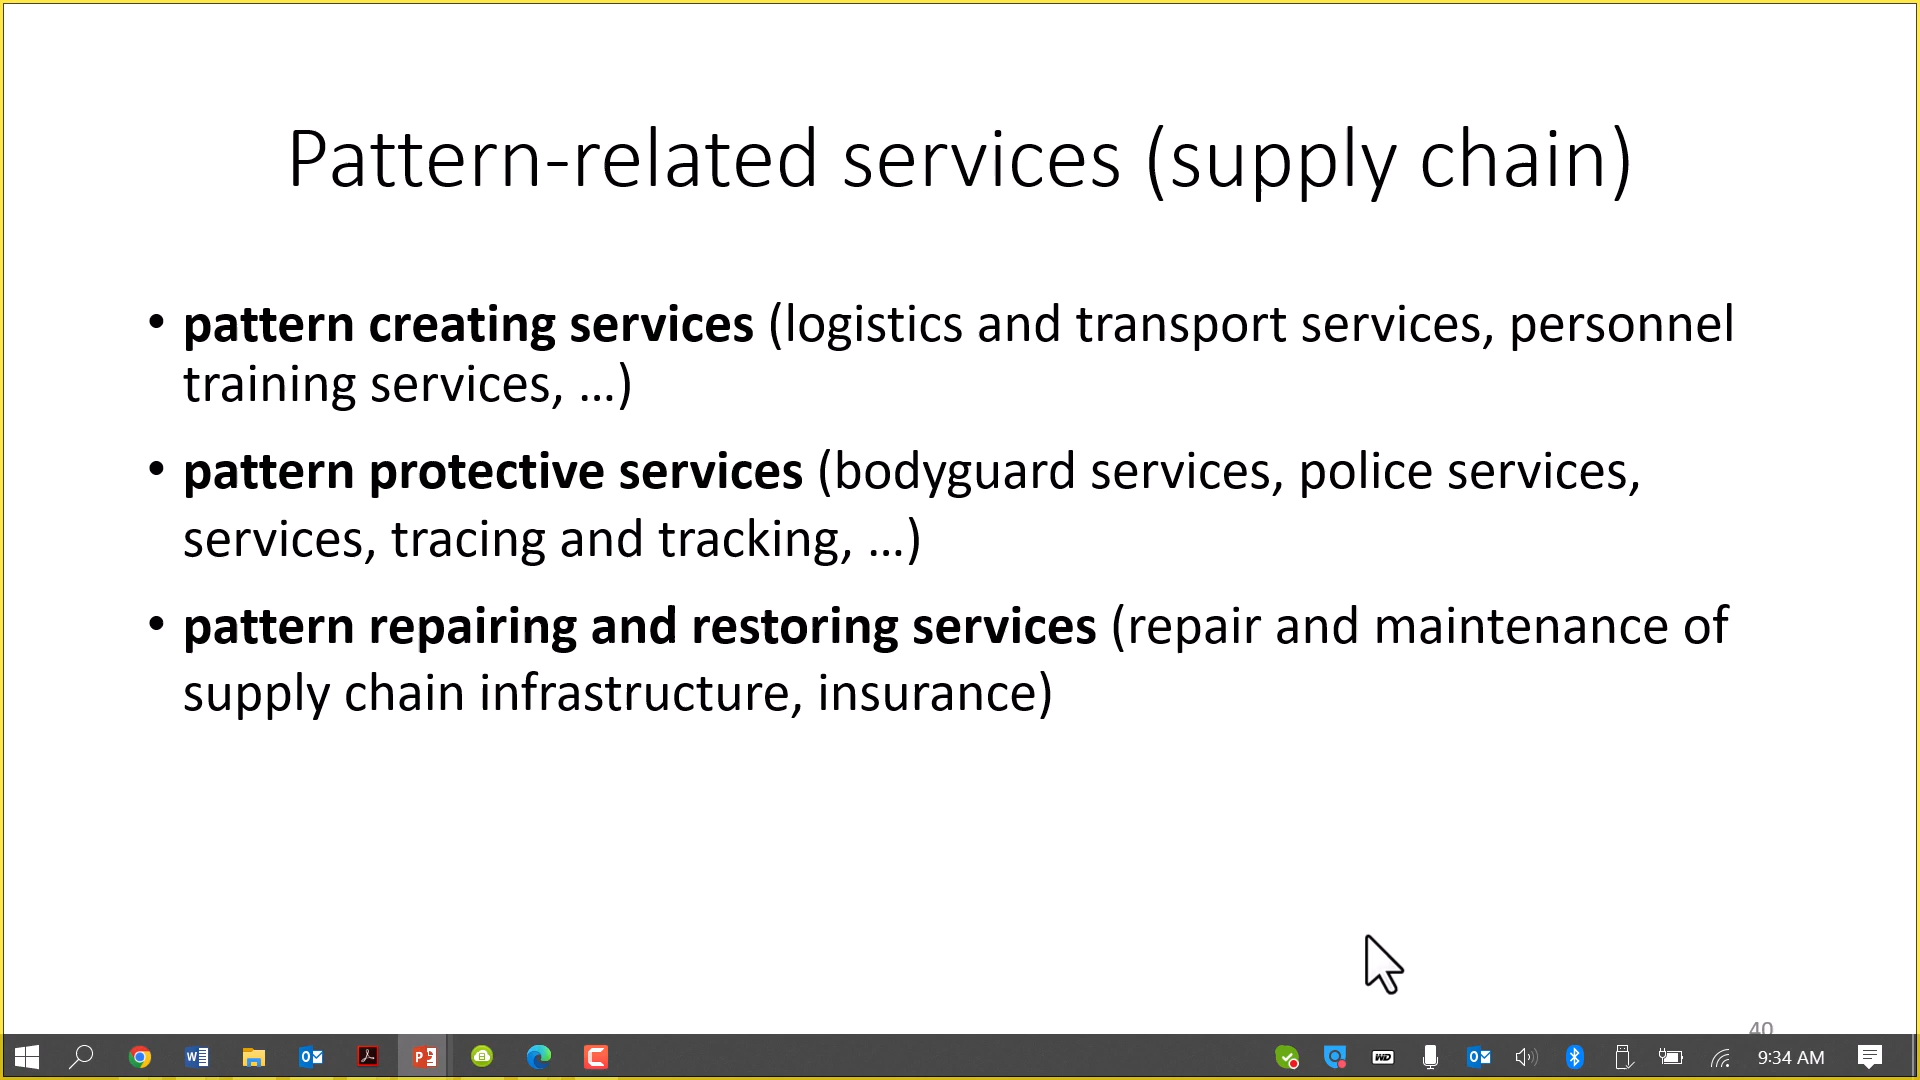 Pattern-related services (supply chain)
• pattern creating services (logistics and transport services, personnel
training services, …)
• pattern protective services (bodyguard services, police services,
services, tracing and tracking, …)
• pattern repairing and restoring services (repair and maintenance of
supply chain infrastructure, insurance)
40
9:34 AM